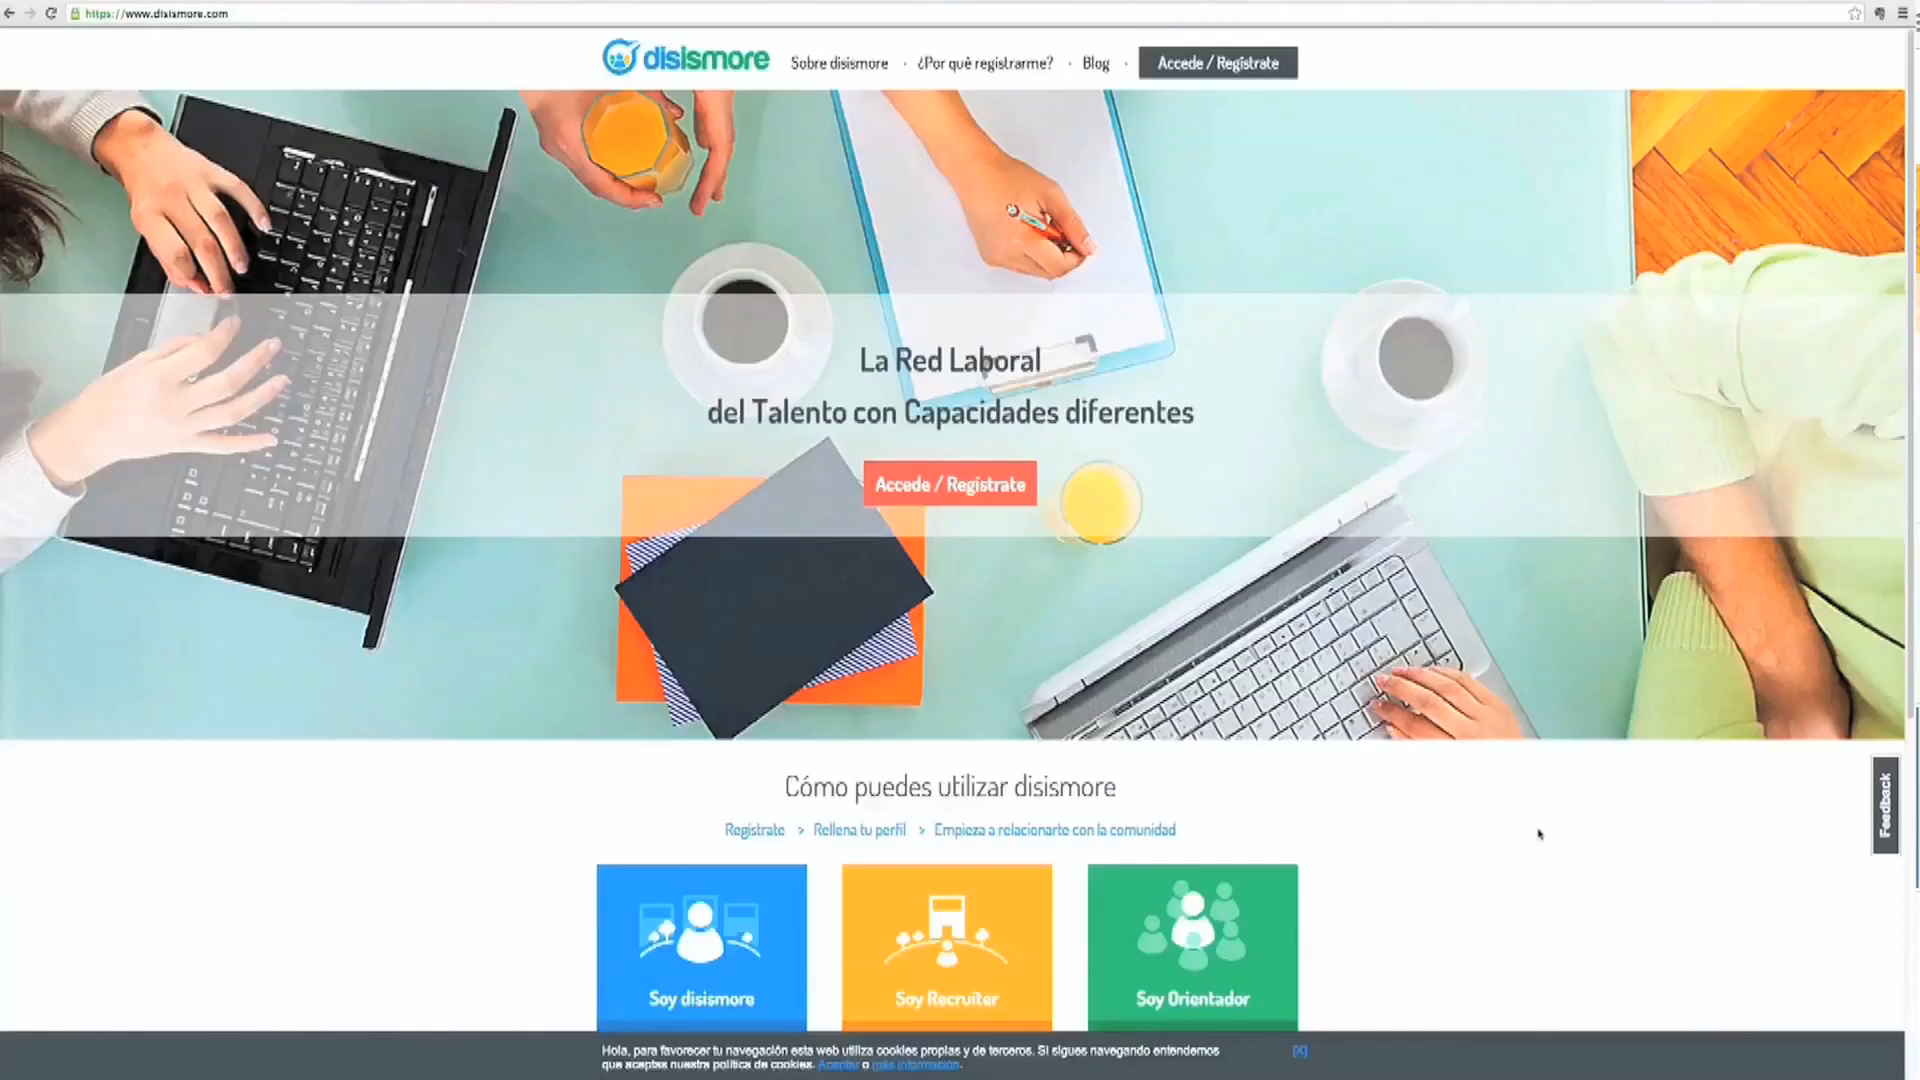 https://www.disismore.com
disismore
Sobre disismore · ¿Por qué registrarme? · Blog · Accede / Regístrate
La Red Laboral
del Talento con Capacidades diferentes
Accede / Regístrate
Feedback
Cómo puedes utilizar disismore
Regístrate > Rellena tu perfil > Empieza a relacionarte con la comunidad
Soy disismore
Soy Recruiter
Soy Orientador
Hola, para favorecer tu navegación esta web utiliza cookies propias y de terceros. Si sigues navegando entendemos
que aceptas nuestra política de cookies. Aceptar o más información.
[X]